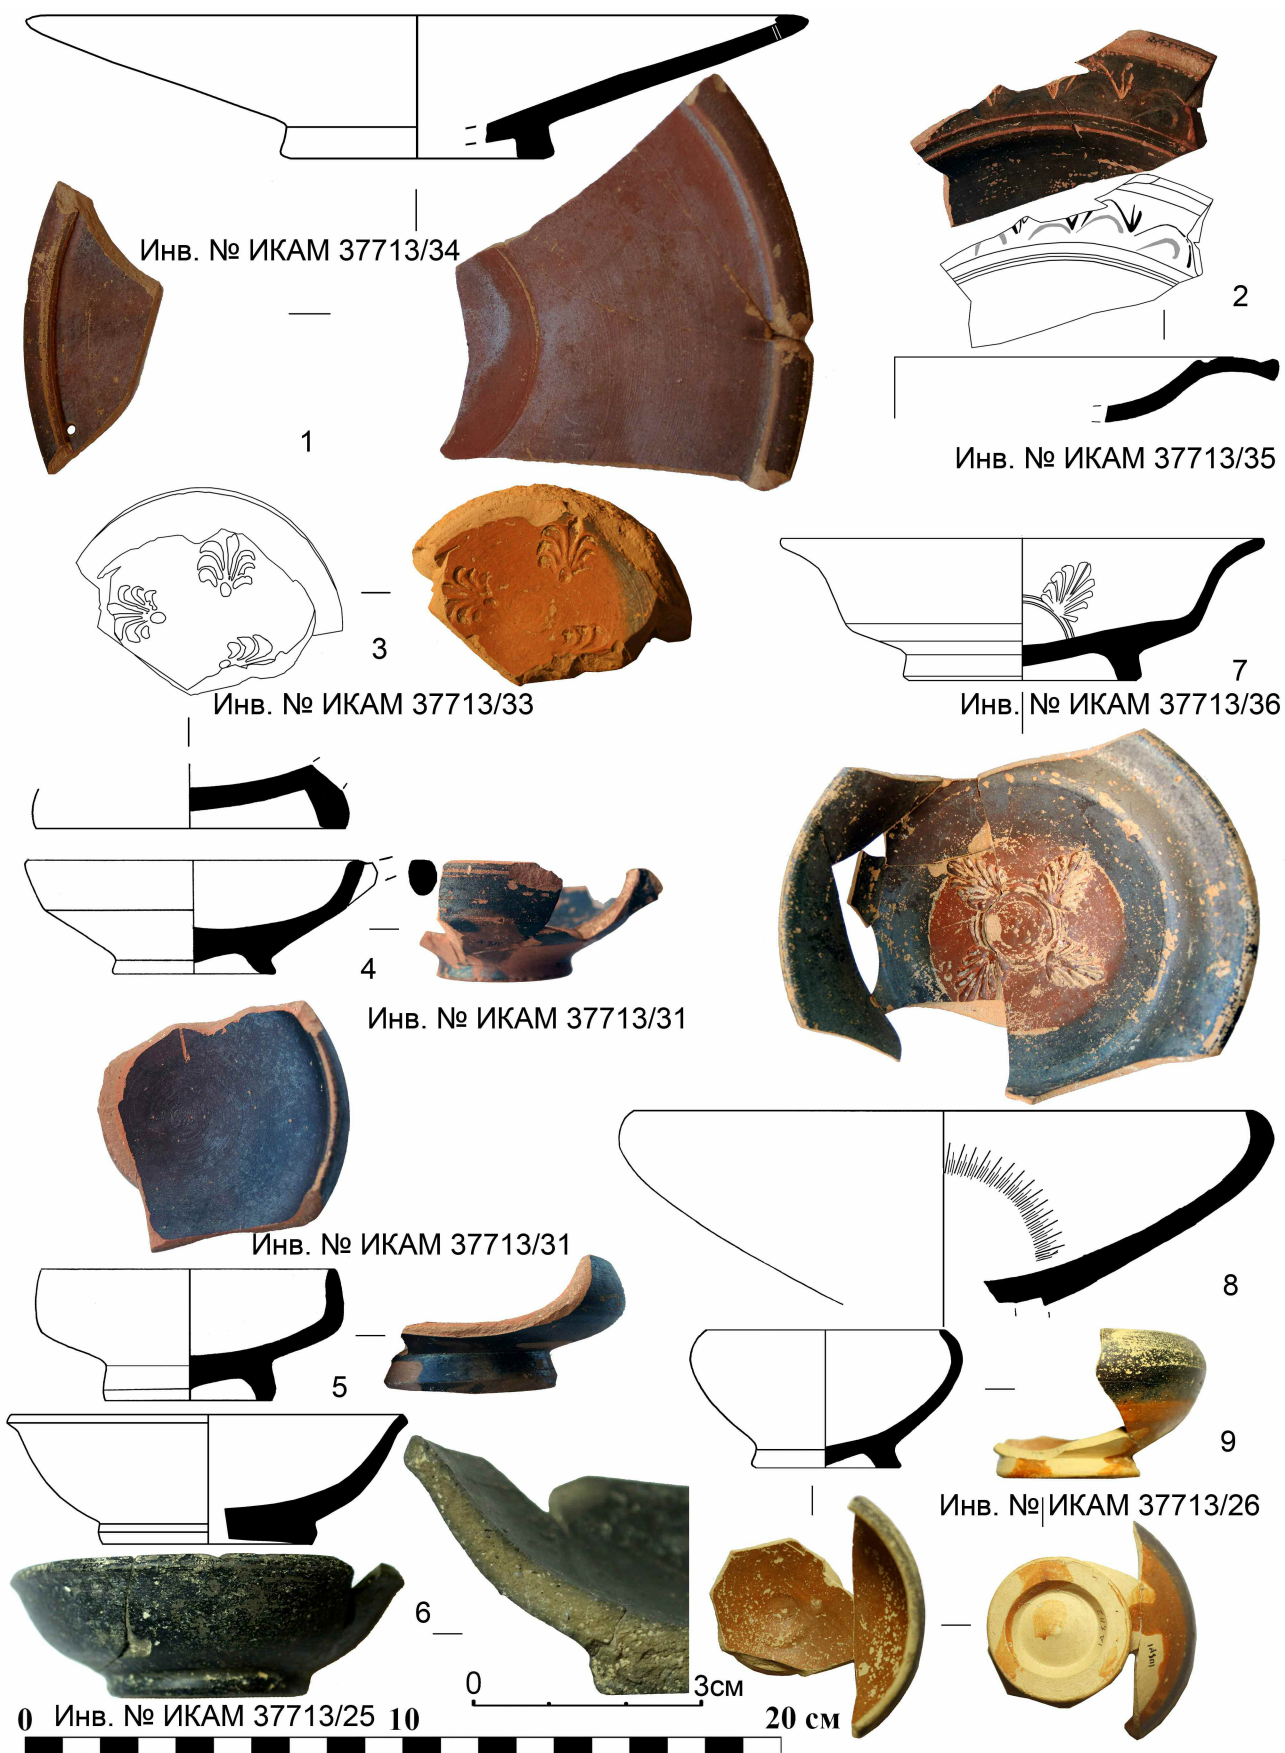 Инв. № ИКАМ 37713/34
1
2
Инв. № ИКАМ 37713/35
3
Инв. № ИКАМ 37713/33
7
Инв. № ИКАМ 37713/36
4
Инв. № ИКАМ 37713/31
Инв. № ИКАМ 37713/31
5
8
9
Инв. № ИКАМ 37713/26
6
0 3см
Инв. № ИКАМ 37713/25
0 10 20 см